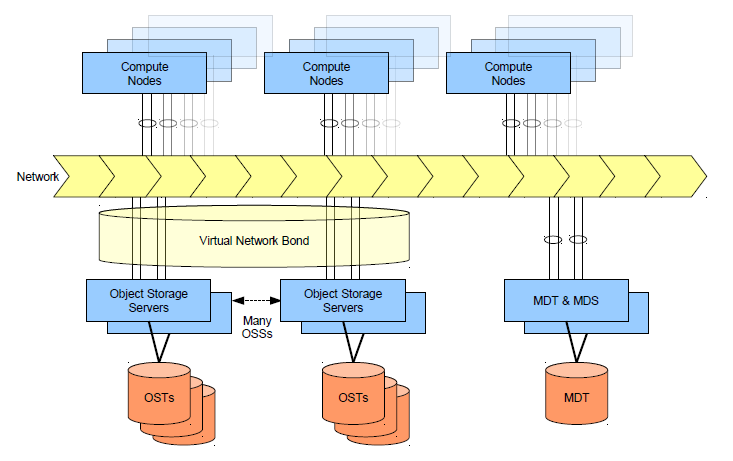 Compute
Nodes
Compute
Nodes
Compute
Nodes
Network
Virtual Network Bond
Object Storage
Servers
Many
OSSs
Object Storage
Servers
MDT & MDS
OSTs
OSTs
MDT